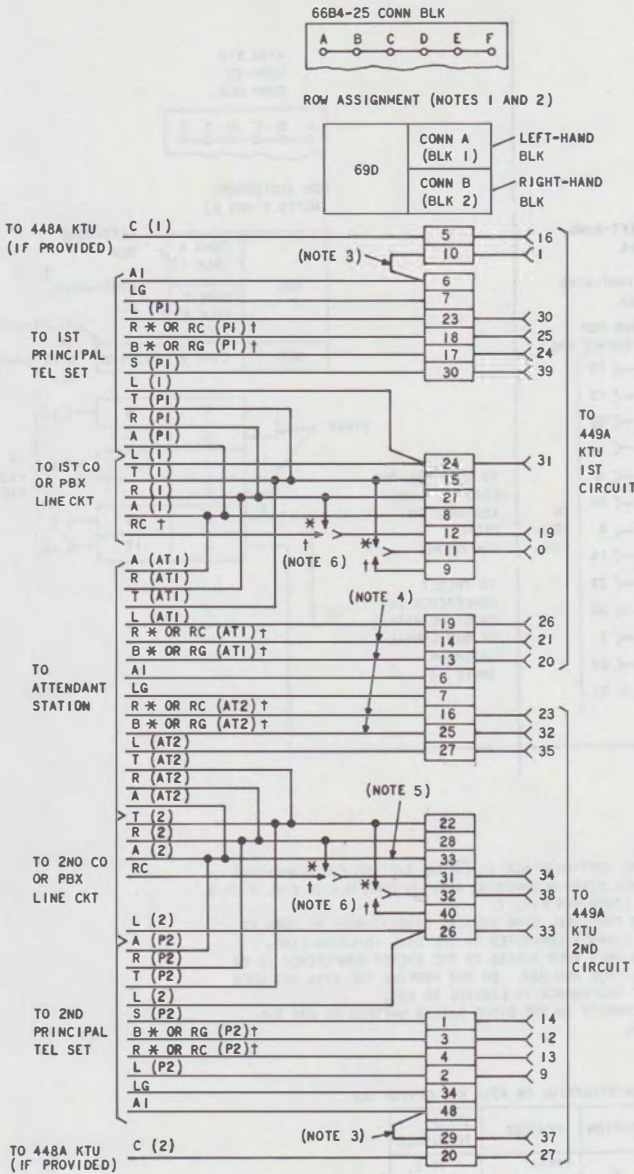 66B4-25 CONN BLK
A B C D E F
ROW ASSIGNMENT (NOTES 1 AND 2)
69D
CONN A (BLK 1)
LEFT-HAND BLK
CONN B (BLK 2)
RIGHT-HAND BLK
TO 448A KTU (IF PROVIDED)
C (1) 5 16
10 1
(NOTE 3)
TO 1ST PRINCIPAL TEL SET
A1 6
LG 7
L (P1) 23 30
R * OR RC (P1) † 18 25
B * OR RG (P1) † 17 24
S (P1) 30 39
L (1)
T (P1)
R (P1)
A (P1)
TO 1ST CO OR PBX LINE CKT
L (1) 24 31
T (1) 15
R (1) 21
A (1) 8
RC † * † 12 19
(NOTE 6) * † 11 0
9
TO 449A KTU 1ST CIRCUIT
TO ATTENDANT STATION
A (AT1)
R (AT1)
T (AT1)
(NOTE 4)
L (AT1) 19 26
R * OR RC (AT1) † 14 21
B * OR RG (AT1) † 13 20
A1 6
LG 7
R * OR RC (AT2) † 16 23
B * OR RG (AT2) † 25 32
L (AT2) 27 35
T (AT2)
R (AT2)
A (AT2)
(NOTE 5)
TO 2ND CO OR PBX LINE CKT
T (2) 22
R (2) 28
A (2) 33
RC * † 31 34
(NOTE 6) * † 32 38
40
L (2) 26 33
TO 449A KTU 2ND CIRCUIT
TO 2ND PRINCIPAL TEL SET
A (P2)
R (P2)
T (P2)
L (2)
S (P2) 1 14
B * OR RG (P2) † 3 12
R * OR RC (P2) † 4 13
L (P2) 2 9
LG 34
A1 48
(NOTE 3) 29 37
TO 448A KTU (IF PROVIDED)
C (2) 20 27